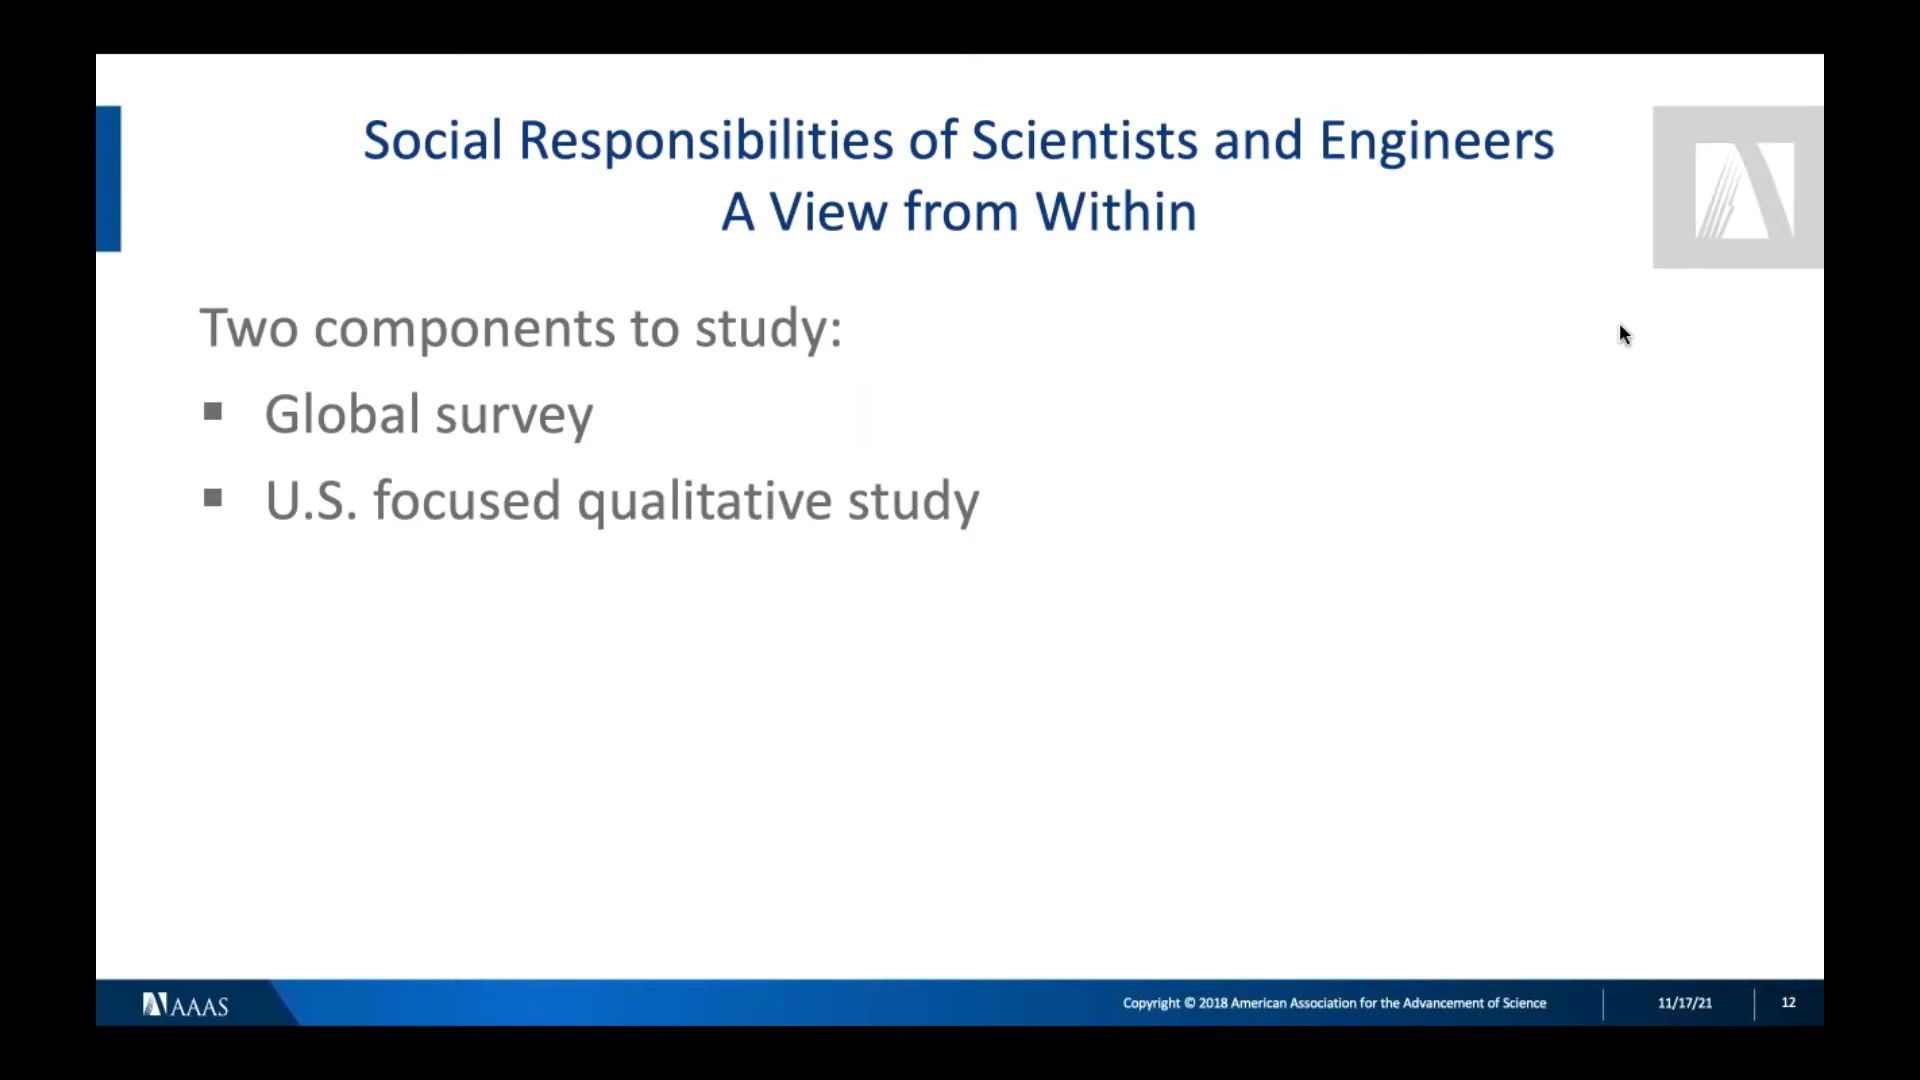 Social Responsibilities of Scientists and Engineers
A View from Within
Two components to study:
▪ Global survey
▪ U.S. focused qualitative study
AAAS
Copyright © 2018 American Association for the Advancement of Science
11/17/21
12